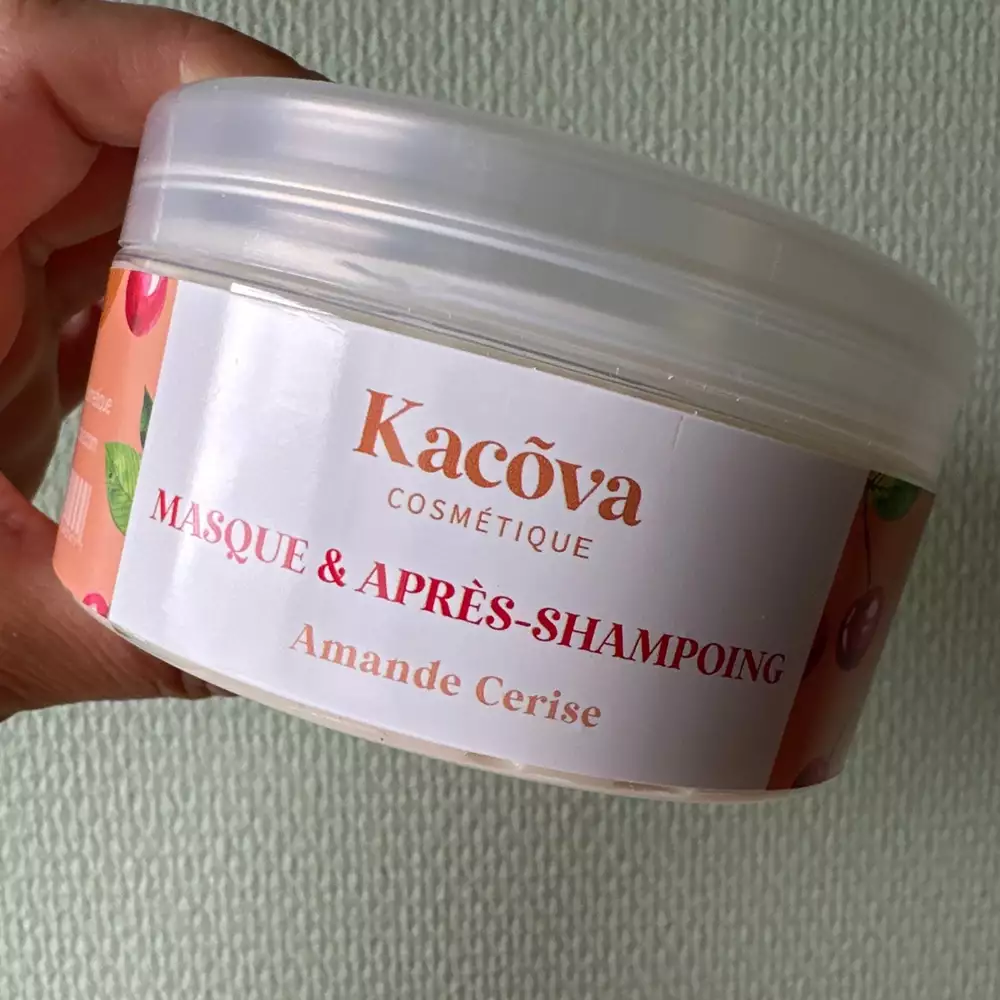 Kacõva
COSMÉTIQUE
MASQUE & APRÈS-SHAMPOING
Amande Cerise